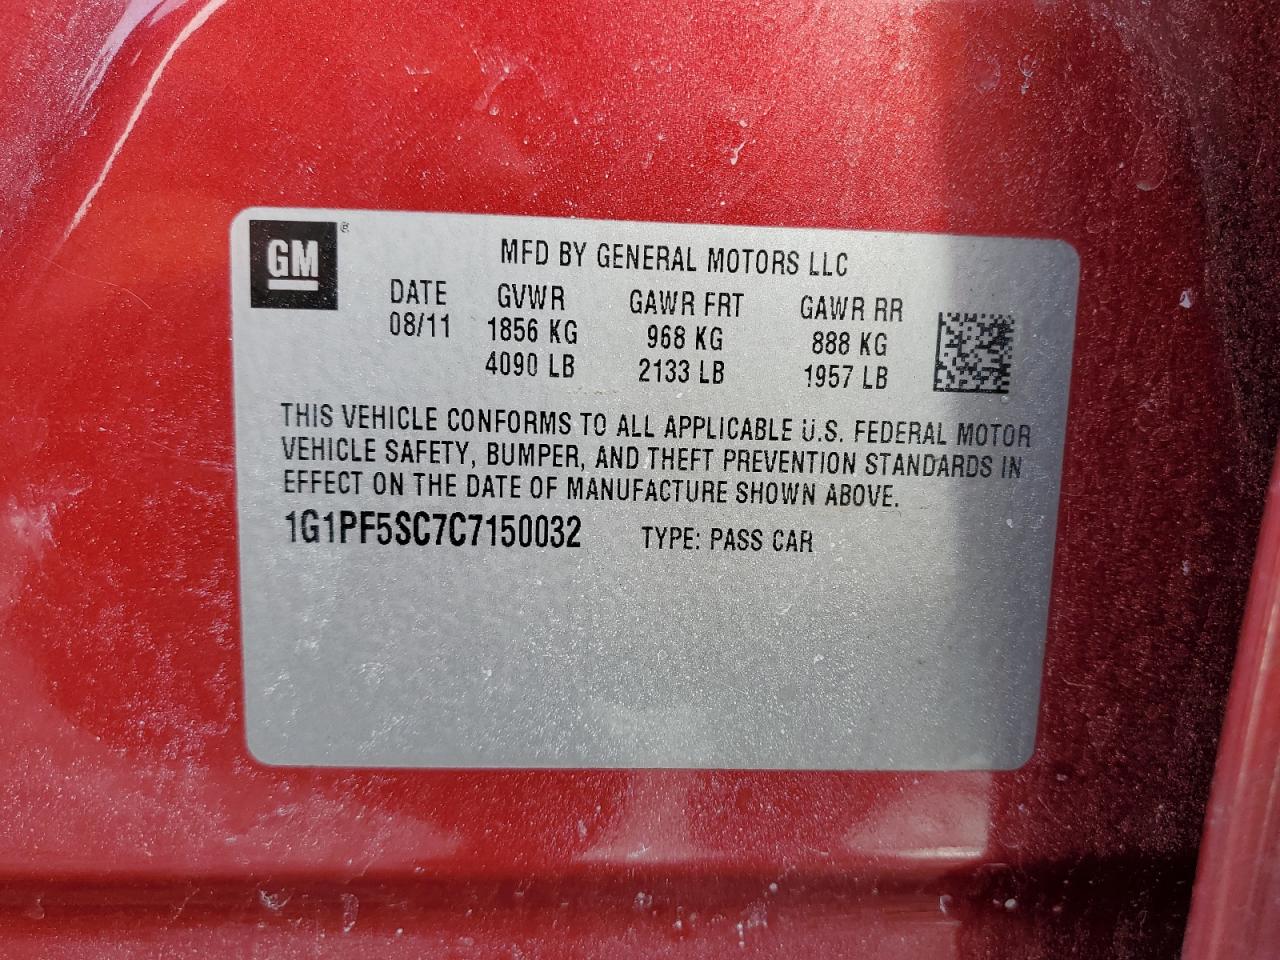 GM ®
MFD BY GENERAL MOTORS LLC
DATE GVWR GAWR FRT GAWR RR
08/11 1856 KG 968 KG 888 KG
4090 LB 2133 LB 1957 LB
THIS VEHICLE CONFORMS TO ALL APPLICABLE U.S. FEDERAL MOTOR
VEHICLE SAFETY, BUMPER, AND THEFT PREVENTION STANDARDS IN
EFFECT ON THE DATE OF MANUFACTURE SHOWN ABOVE.
1G1PF5SC7C7150032 TYPE: PASS CAR